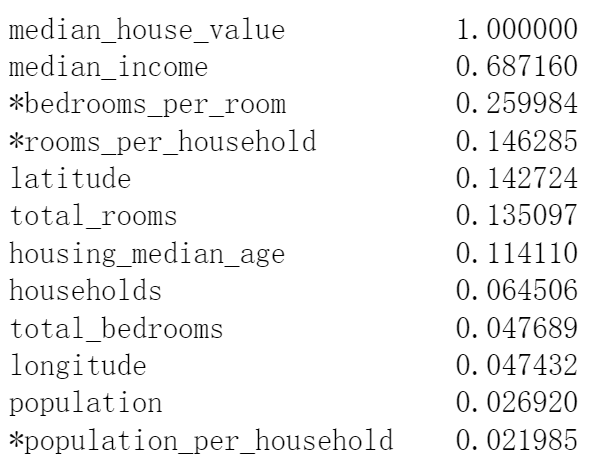 median_house_value 1.000000
median_income 0.687160
*bedrooms_per_room 0.259984
*rooms_per_household 0.146285
latitude 0.142724
total_rooms 0.135097
housing_median_age 0.114110
households 0.064506
total_bedrooms 0.047689
longitude 0.047432
population 0.026920
*population_per_household 0.021985